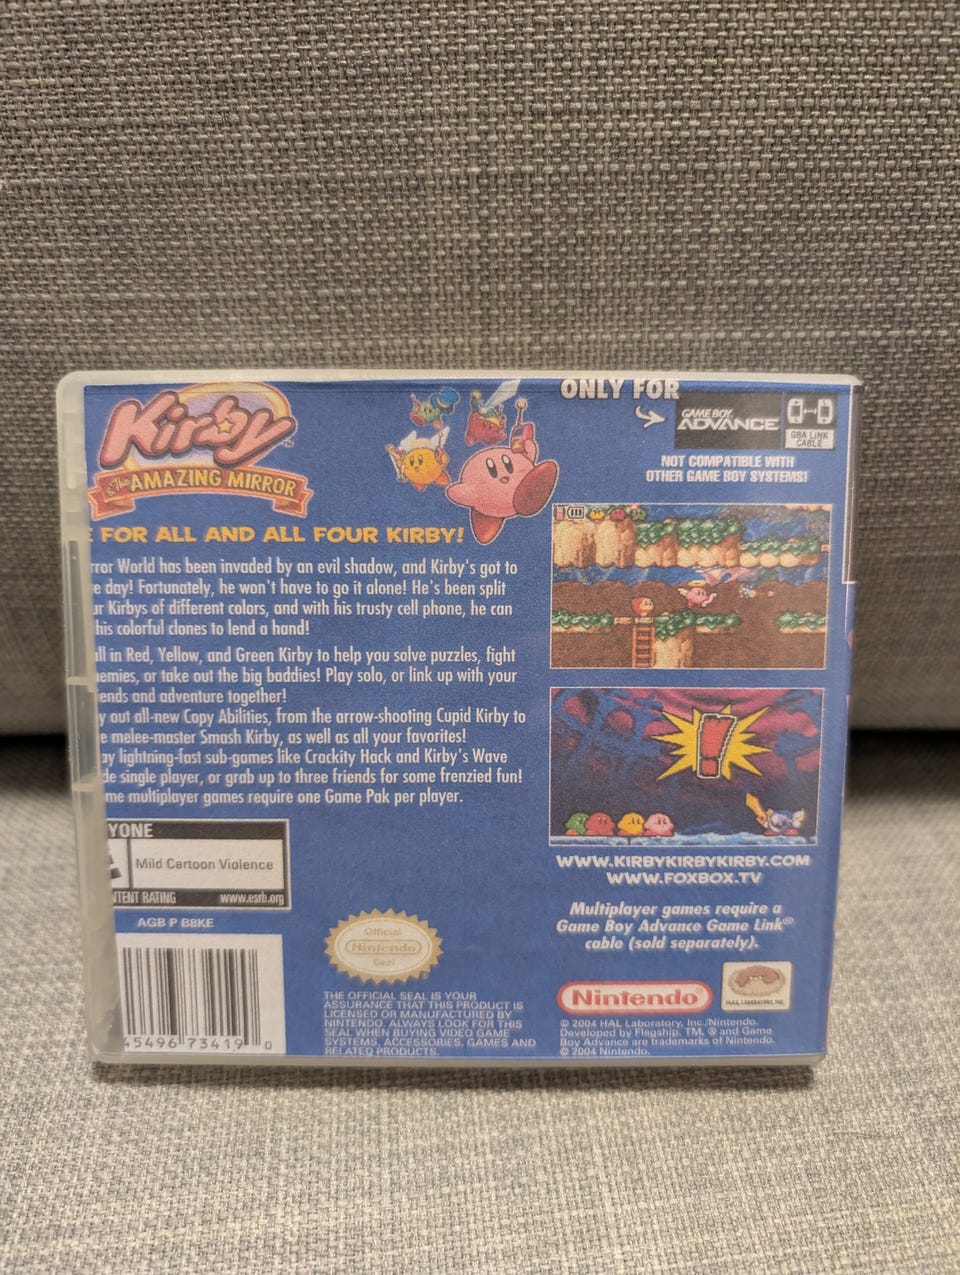 Kirby
& The AMAZING MIRROR
ONLY FOR
GAME BOY
ADVANCE
GBA LINK
CABLE
NOT COMPATIBLE WITH
OTHER GAME BOY SYSTEMS!
E FOR ALL AND ALL FOUR KIRBY!
rror World has been invaded by an evil shadow, and Kirby's got to
e day! Fortunately, he won't have to go it alone! He's been split
ur Kirbys of different colors, and with his trusty cell phone, he can
his colorful clones to lend a hand!
ll in Red, Yellow, and Green Kirby to help you solve puzzles, fight
nemies, or take out the big baddies! Play solo, or link up with your
iends and adventure together!
y out all-new Copy Abilities, from the arrow-shooting Cupid Kirby to
e melee-master Smash Kirby, as well as all your favorites!
ay lightning-fast sub-games like Crackity Hack and Kirby's Wave
de single player, or grab up to three friends for some frenzied fun!
me multiplayer games require one Game Pak per player.
YONE
Mild Cartoon Violence
NTENT RATING www.esrb.org
AGB P B8KE
45496 73419 0
Official
Nintendo
Seal
THE OFFICIAL SEAL IS YOUR
ASSURANCE THAT THIS PRODUCT IS
LICENSED OR MANUFACTURED BY
NINTENDO. ALWAYS LOOK FOR THIS
SEAL WHEN BUYING VIDEO GAME
SYSTEMS, ACCESSORIES, GAMES AND
RELATED PRODUCTS.
!
WWW.KIRBYKIRBYKIRBY.COM
WWW.FOXBOX.TV
Multiplayer games require a
Game Boy Advance Game Link®
cable (sold separately).
Nintendo®
HAL LABORATORY, INC.
© 2004 HAL Laboratory, Inc./Nintendo.
Developed by Flagship. TM, ® and Game
Boy Advance are trademarks of Nintendo.
© 2004 Nintendo.